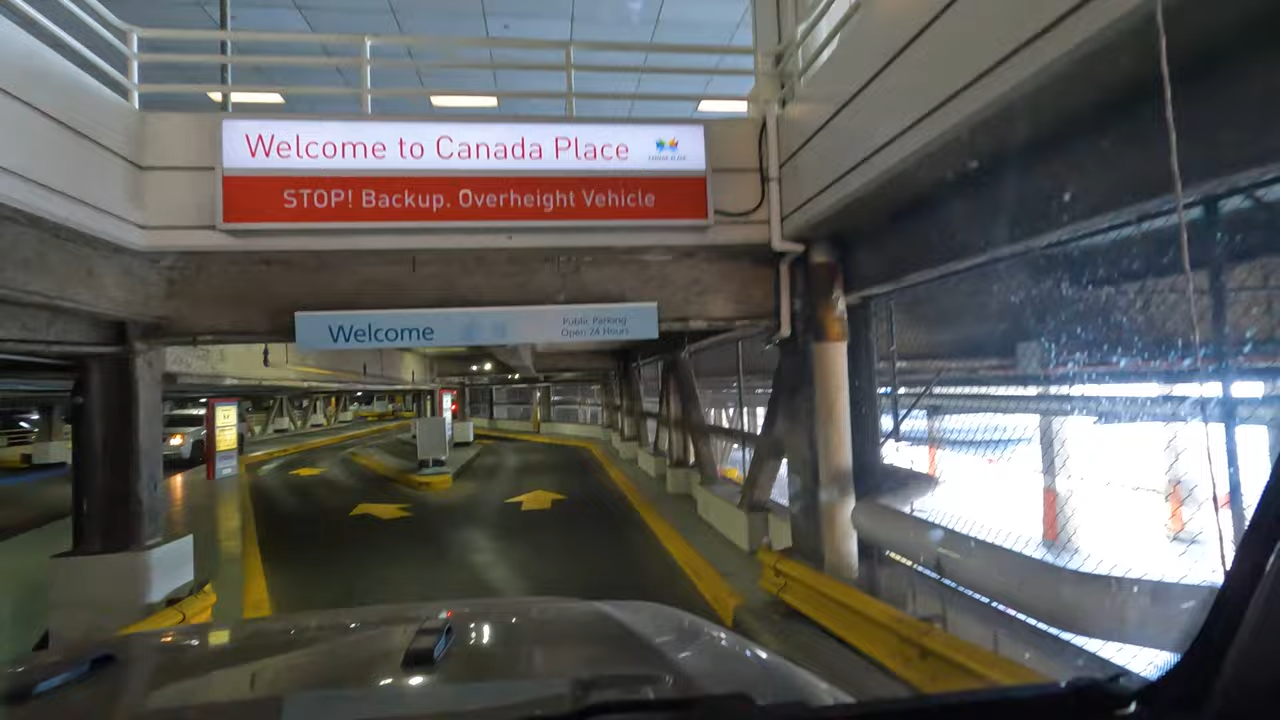 Welcome to Canada Place
STOP! Backup. Overheight Vehicle
Welcome
Public Parking
Open 24 Hours